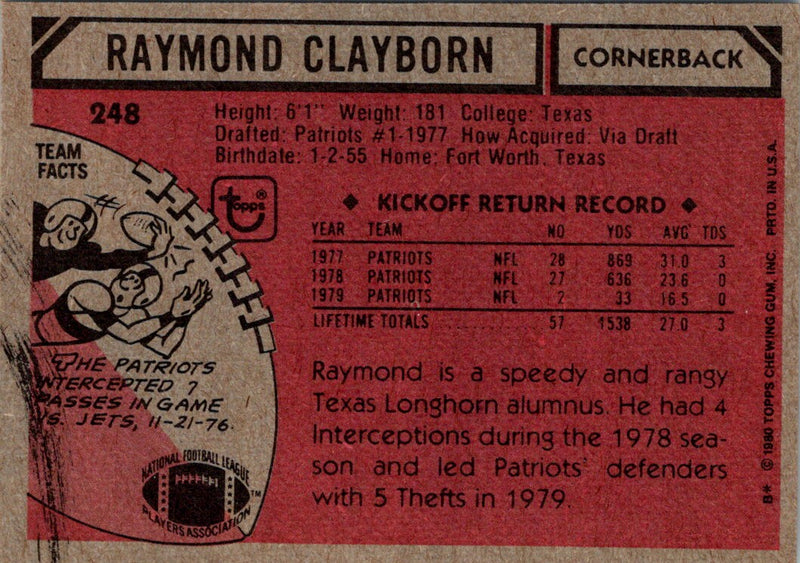 RAYMOND CLAYBORN
CORNERBACK
248
Height: 6'1" Weight: 181 College: Texas
Drafted: Patriots #1-1977 How Acquired: Via Draft
Birthdate: 1-2-55 Home; Fort Worth, Texas
TEAM
FACTS
topps®
◆ KICKOFF RETURN RECORD ◆
YEAR TEAM NO YDS AVG TDS
1977 PATRIOTS NFL 28 869 31.0 3
1978 PATRIOTS NFL 27 636 23.6 0
1979 PATRIOTS NFL 2 33 16.5 0
LIFETIME TOTALS 57 1538 27.0 3
THE PATRIOTS
INTERCEPTED 7
PASSES IN GAME
VS. JETS, 11-21-76.
Raymond is a speedy and rangy
Texas Longhorn alumnus. He had 4
Interceptions during the 1978 sea-
son and led Patriots' defenders
with 5 Thefts in 1979.
NATIONAL FOOTBALL LEAGUE
PLAYERS ASSOCIATION™
B* © 1980 TOPPS CHEWING GUM, INC. PRTD. IN U.S.A.